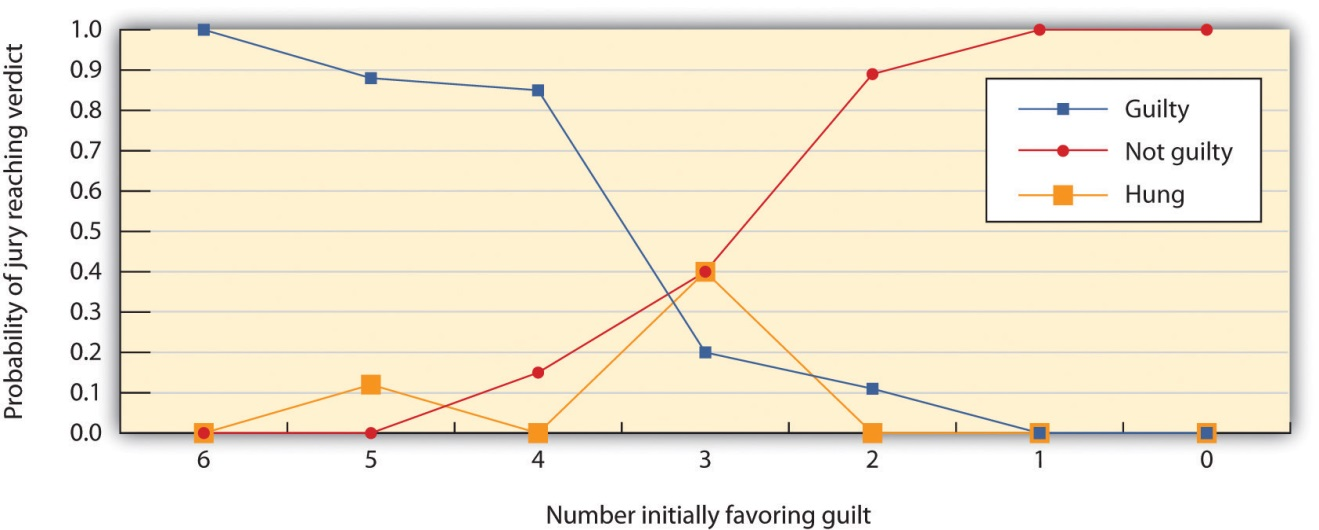 Probability of jury reaching verdict
1.0
0.9
0.8
0.7
0.6
0.5
0.4
0.3
0.2
0.1
0.0
Guilty
Not guilty
Hung
6 5 4 3 2 1 0
Number initially favoring guilt